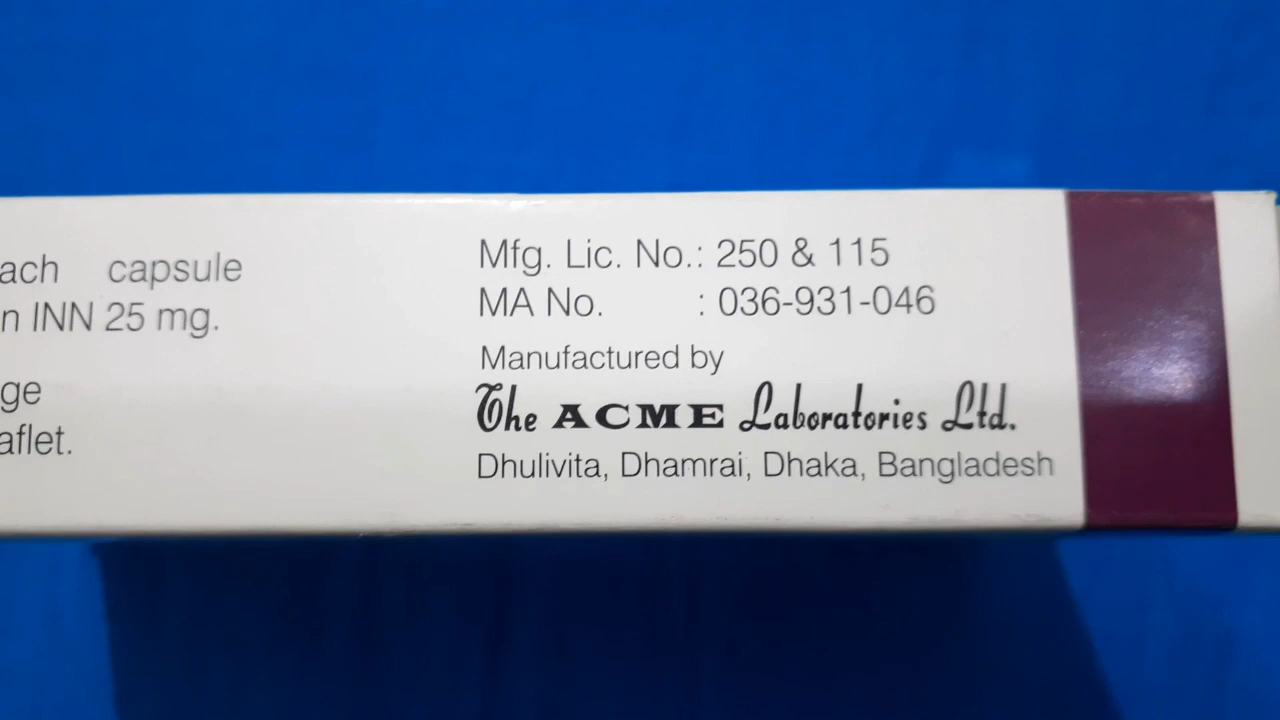 ach capsule
n INN 25 mg.
ge
aflet.
Mfg. Lic. No.: 250 & 115
MA No. : 036-931-046
Manufactured by
The ACME Laboratories Ltd.
Dhulivita, Dhamrai, Dhaka, Bangladesh